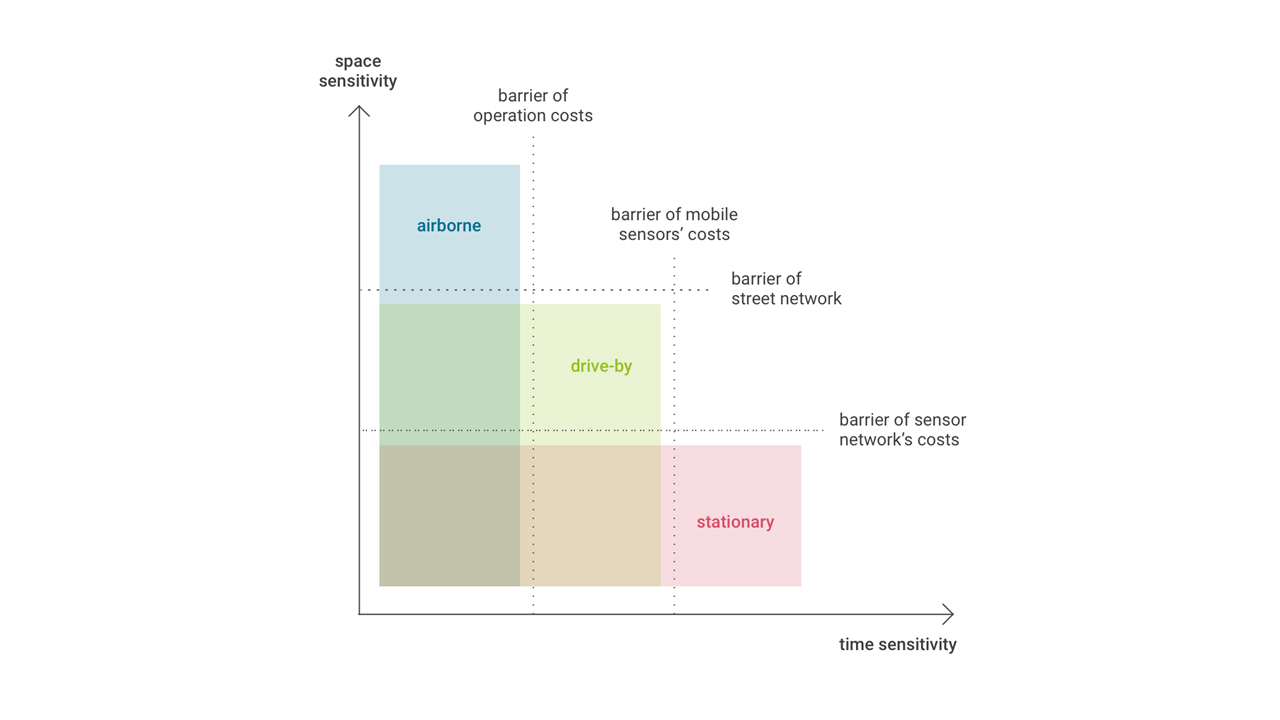 space
sensitivity
barrier of
operation costs
airborne
barrier of mobile
sensors’ costs
barrier of
street network
drive-by
barrier of sensor
network’s costs
stationary
time sensitivity